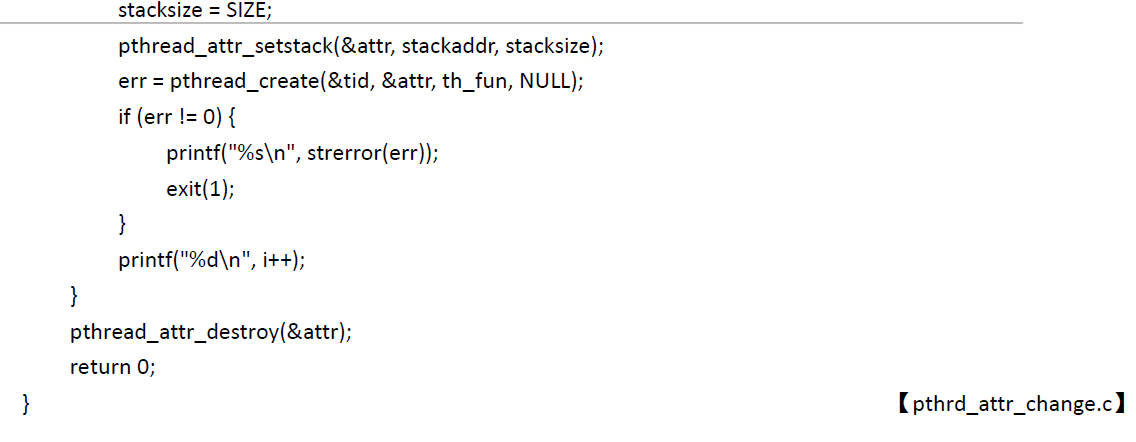 stacksize = SIZE;
pthread_attr_setstack(&attr, stackaddr, stacksize);
err = pthread_create(&tid, &attr, th_fun, NULL);
if (err != 0) {
printf("%s\n", strerror(err));
exit(1);
}
printf("%d\n", i++);
}
pthread_attr_destroy(&attr);
return 0;
} 【pthrd_attr_change.c】